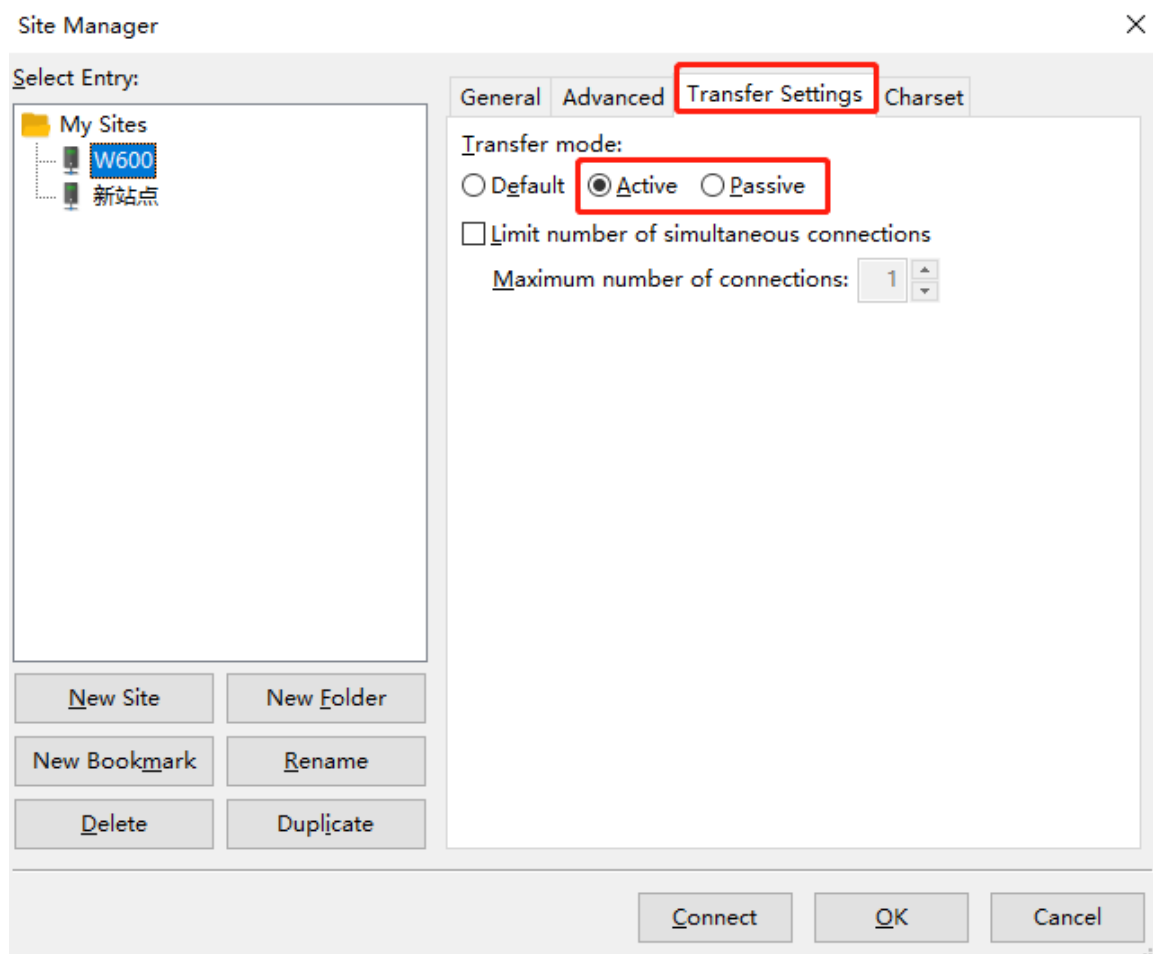 Site Manager
Select Entry:
My Sites
W600
新站点
New Site
New Folder
New Bookmark
Rename
Delete
Duplicate
General Advanced Transfer Settings Charset
Transfer mode:
Default Active Passive
Limit number of simultaneous connections
Maximum number of connections: 1
Connect
OK
Cancel